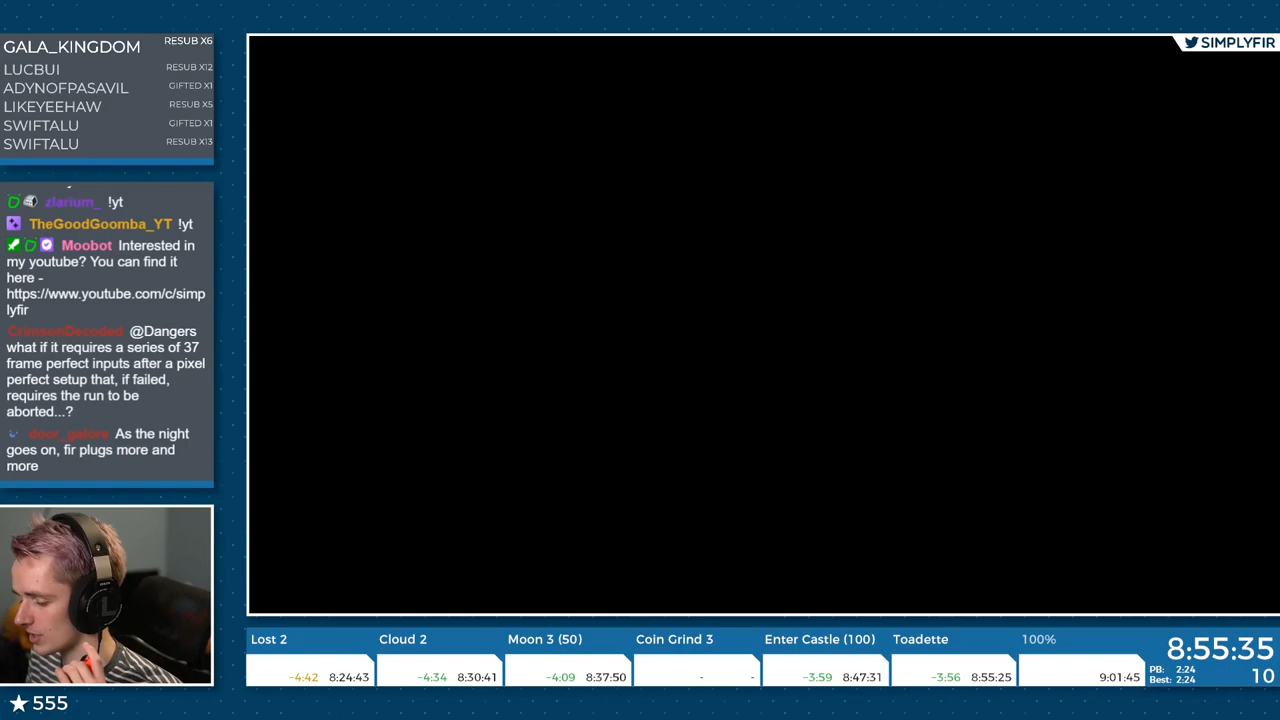 GALA_KINGDOM RESUB X6
LUCBUI RESUB X12
ADYNOFPASAVIL GIFTED X1
LIKEYEEHAW RESUB X5
SWIFTALU GIFTED X1
SWIFTALU RESUB X13
zlarium_ !yt
TheGoodGoomba_YT !yt
Moobot Interested in
my youtube? You can find it
here -
https://www.youtube.com/c/simp
lyfir
CrimsonDecoded @Dangers
what if it requires a series of 37
frame perfect inputs after a pixel
perfect setup that, if failed,
requires the run to be
aborted...?
door_galore As the night
goes on, fir plugs more and
more
555
SIMPLYFIR
Lost 2 Cloud 2 Moon 3 (50) Coin Grind 3 Enter Castle (100) Toadette 100%
-4:42 8:24:43 -4:34 8:30:41 -4:09 8:37:50 - - -3:59 8:47:31 -3:56 8:55:25 9:01:45
8:55:35
PB: 2:24
Best: 2:24
10